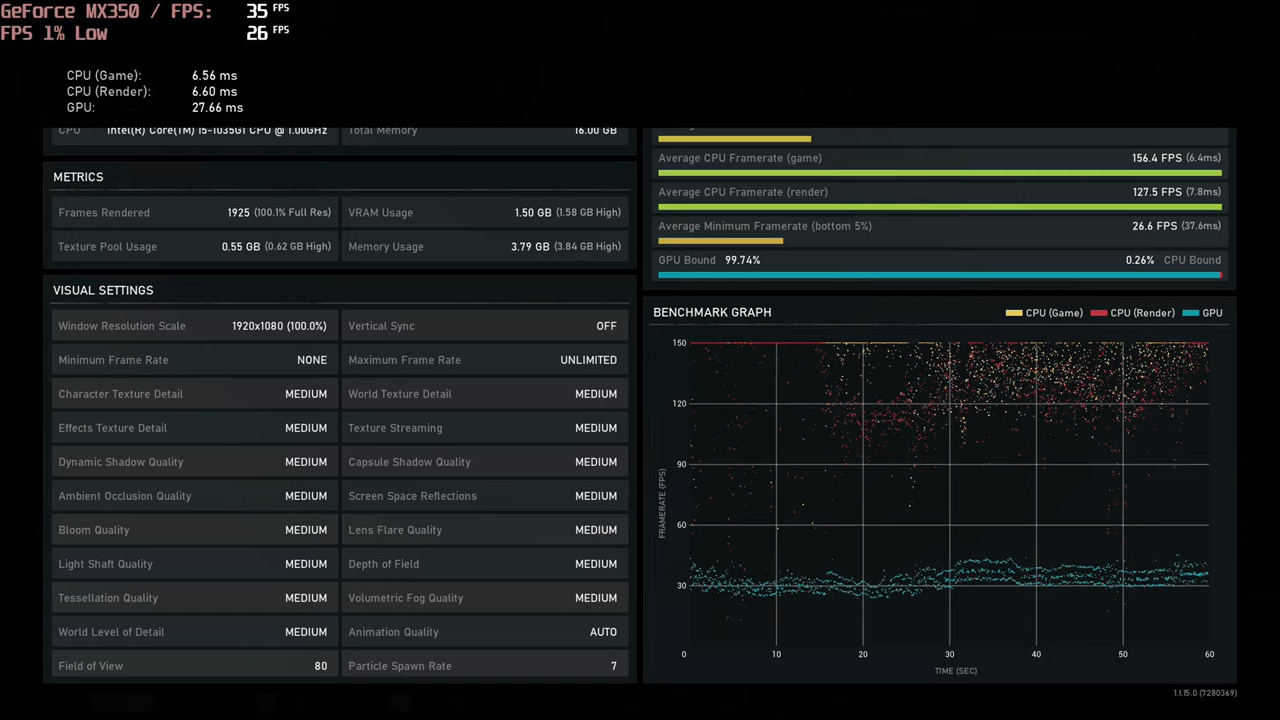 GeForce MX350 / FPS: 35 FPS
FPS 1% Low 26 FPS
CPU (Game): 6.56 ms
CPU (Render): 6.60 ms
GPU: 27.66 ms
CPU Intel(R) Core(TM) i5-1035G1 CPU @ 1.00GHz Total Memory 16.00 GB
METRICS
Frames Rendered 1925 (100.1% Full Res) VRAM Usage 1.50 GB (1.58 GB High)
Texture Pool Usage 0.55 GB (0.62 GB High) Memory Usage 3.79 GB (3.84 GB High)
VISUAL SETTINGS
Window Resolution Scale 1920x1080 (100.0%) Vertical Sync OFF
Minimum Frame Rate NONE Maximum Frame Rate UNLIMITED
Character Texture Detail MEDIUM World Texture Detail MEDIUM
Effects Texture Detail MEDIUM Texture Streaming MEDIUM
Dynamic Shadow Quality MEDIUM Capsule Shadow Quality MEDIUM
Ambient Occlusion Quality MEDIUM Screen Space Reflections MEDIUM
Bloom Quality MEDIUM Lens Flare Quality MEDIUM
Light Shaft Quality MEDIUM Depth of Field MEDIUM
Tessellation Quality MEDIUM Volumetric Fog Quality MEDIUM
World Level of Detail MEDIUM Animation Quality AUTO
Field of View 80 Particle Spawn Rate 7
Average CPU Framerate (game) 156.4 FPS (6.4ms)
Average CPU Framerate (render) 127.5 FPS (7.8ms)
Average Minimum Framerate (bottom 5%) 26.6 FPS (37.6ms)
GPU Bound 99.74% 0.26% CPU Bound
BENCHMARK GRAPH CPU (Game) CPU (Render) GPU
150
120
90
60
30
FRAMERATE (FPS)
0 10 20 30 40 50 60
TIME (SEC)
1.1.15.0 (7280369)